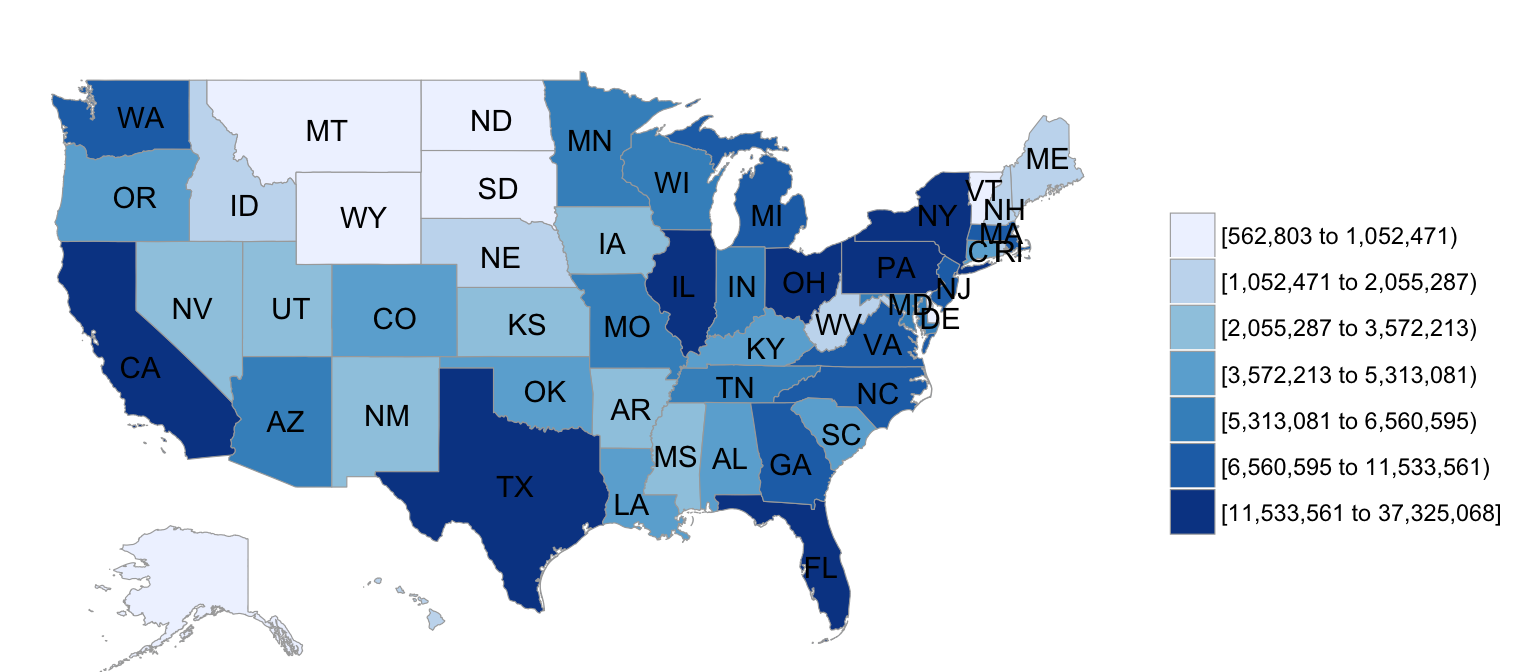 WA
MT
ND
MN
ME
OR
ID
WY
SD
WI
MI
VT
NH
NY
MA
CT
RI
NE
IA
PA
NV
UT
CO
KS
MO
IL
IN
OH
NJ
MD
DE
WV
VA
KY
CA
AZ
NM
OK
AR
TN
NC
SC
MS
AL
GA
TX
LA
FL
[562,803 to 1,052,471)
[1,052,471 to 2,055,287)
[2,055,287 to 3,572,213)
[3,572,213 to 5,313,081)
[5,313,081 to 6,560,595)
[6,560,595 to 11,533,561)
[11,533,561 to 37,325,068]